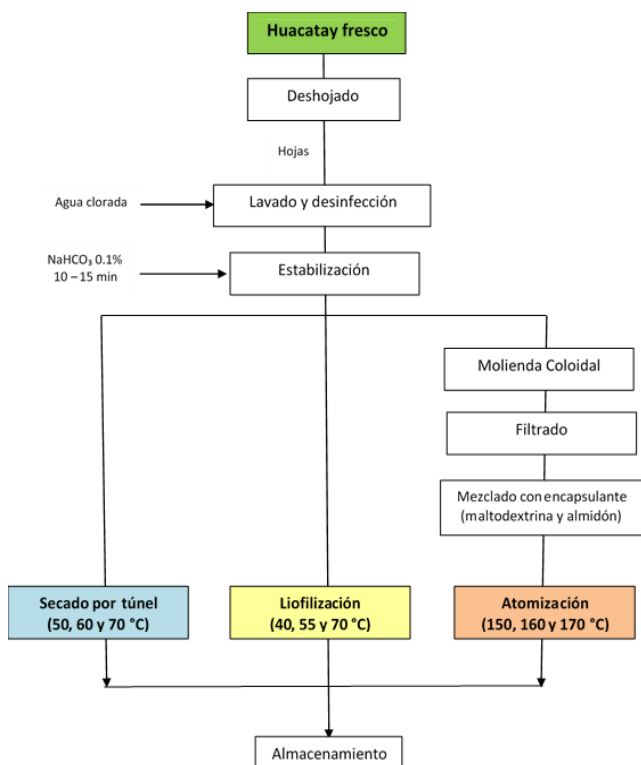 Huacatay fresco
Deshojado
Hojas
Agua clorada
Lavado y desinfección
NaHCO₃ 0.1%
10 – 15 min
Estabilización
Molienda Coloidal
Filtrado
Mezclado con encapsulante
(maltodextrina y almidón)
Secado por túnel
(50, 60 y 70 °C)
Liofilización
(40, 55 y 70 °C)
Atomización
(150, 160 y 170 °C)
Almacenamiento